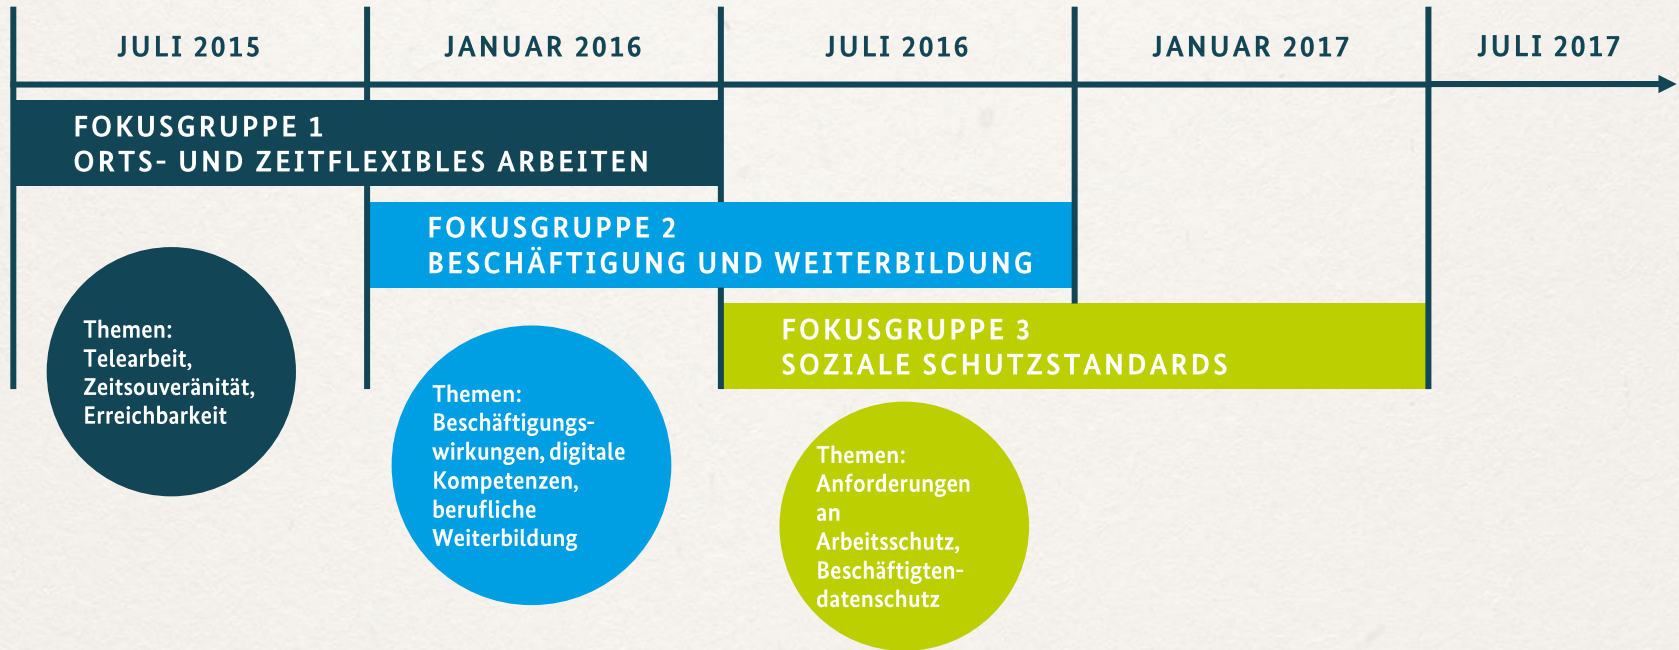 JULI 2015
JANUAR 2016
JULI 2016
JANUAR 2017
JULI 2017
FOKUSGRUPPE 1
ORTS- UND ZEITFLEXIBLES ARBEITEN
FOKUSGRUPPE 2
BESCHÄFTIGUNG UND WEITERBILDUNG
FOKUSGRUPPE 3
SOZIALE SCHUTZSTANDARDS
Themen:
Telearbeit,
Zeitsouveränität,
Erreichbarkeit
Themen:
Beschäftigungs-
wirkungen, digitale
Kompetenzen,
berufliche
Weiterbildung
Themen:
Anforderungen
an
Arbeitsschutz,
Beschäftigten-
datenschutz